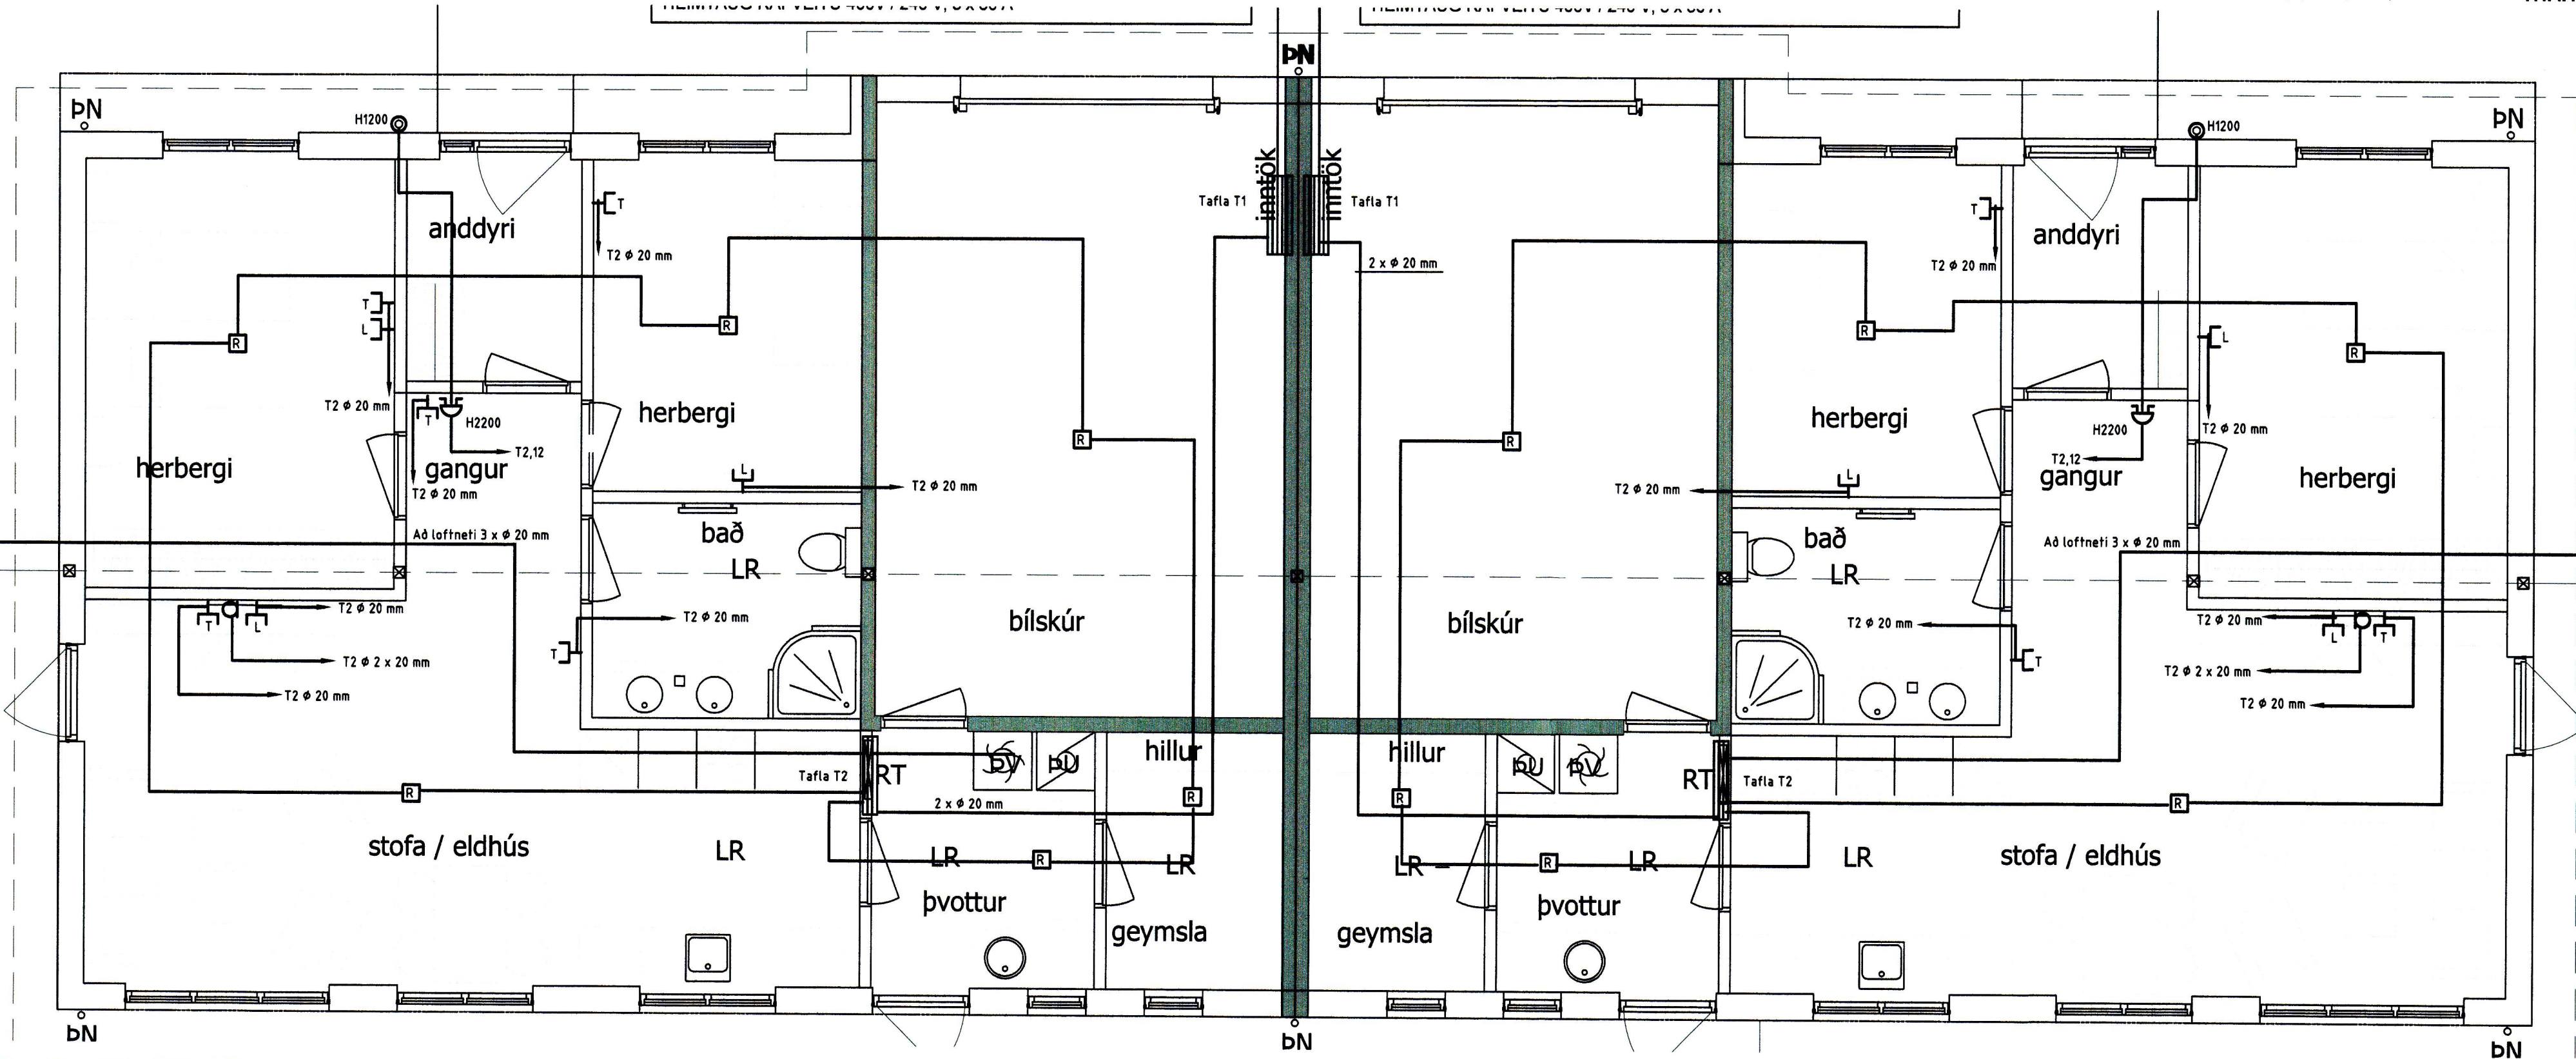 ÞN
ÞN
H1200
H1200
ÞN
inntök
inntök
Tafla T1
Tafla T1
T
T
anddyri
anddyri
T2 ø 20 mm
2 x ø 20 mm
T2 ø 20 mm
T
L
R
R
R
R
L
T2 ø 20 mm
T
H2200
herbergi
herbergi
H2200
T2 ø 20 mm
T2,12
T2,12
herbergi
gangur
R
R
gangur
herbergi
T2 ø 20 mm
L
T2 ø 20 mm
T2 ø 20 mm
L
Að loftneti 3 x ø 20 mm
bað
bað
Að loftneti 3 x ø 20 mm
LR
LR
T2 ø 20 mm
T
L
T2 ø 20 mm
bílskúr
bílskúr
T2 ø 20 mm
T2 ø 20 mm
L
T
T
T
T2 ø 2 x 20 mm
T2 ø 2 x 20 mm
T2 ø 20 mm
T2 ø 20 mm
hillur
hillur
ÞV
ÞU
ÞU
ÞV
Tafla T2
RT
RT
Tafla T2
R
2 x ø 20 mm
R
R
R
stofa / eldhús
LR
LR
R
LR
LR
R
LR
LR
stofa / eldhús
þvottur
þvottur
geymsla
geymsla
ÞN
ÞN
ÞN